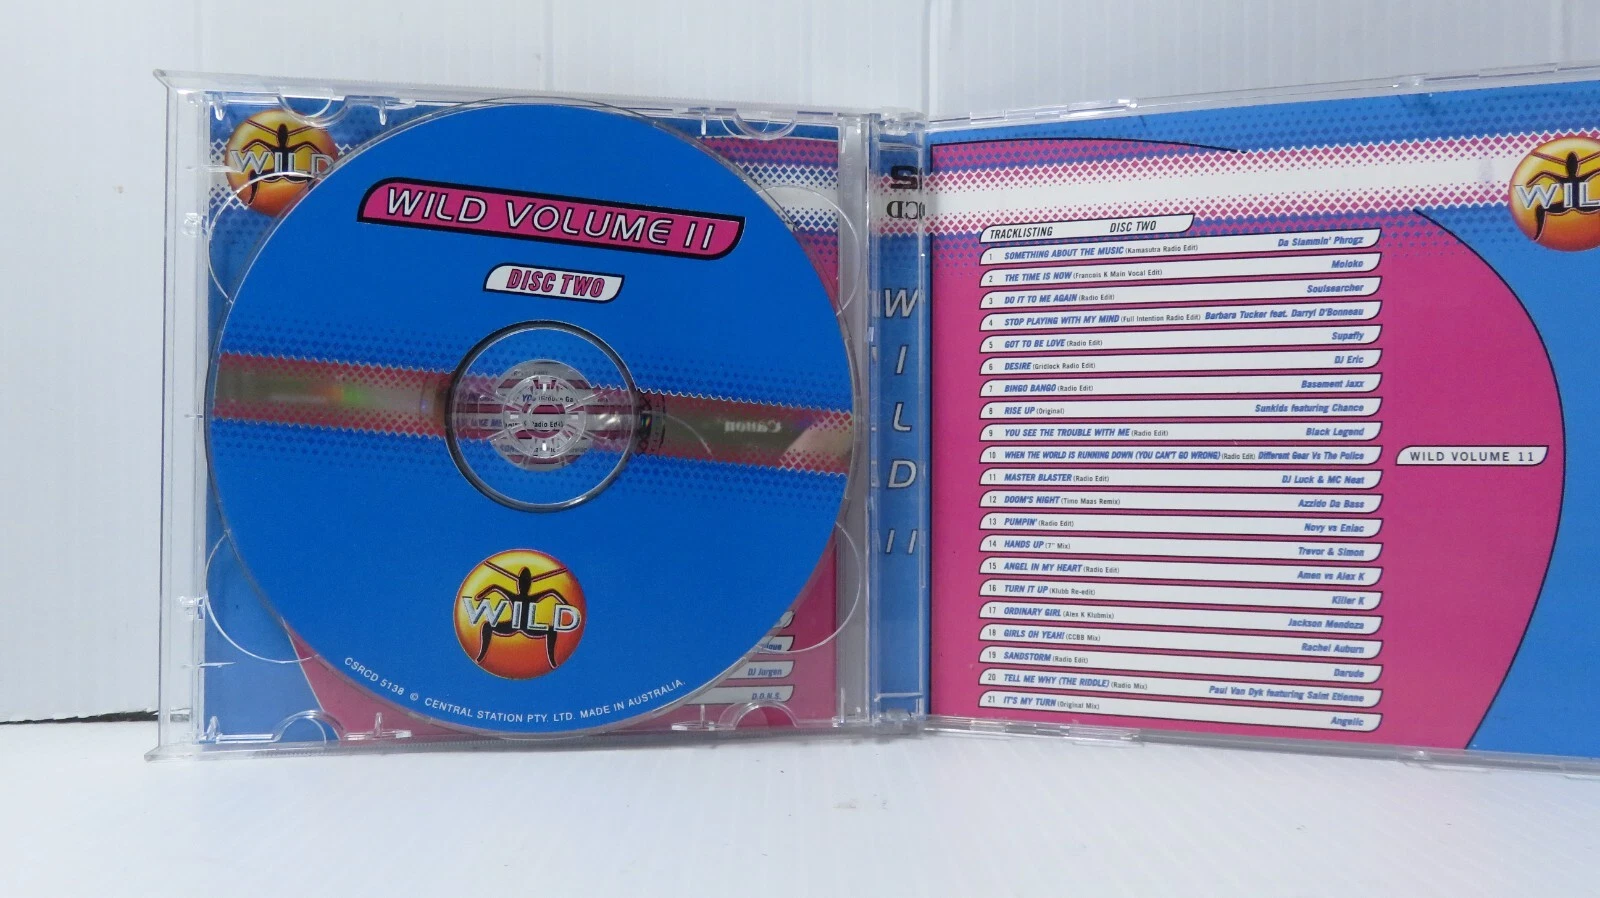 WILD
WILD VOLUME 11
DISC TWO
Canon
WILD
CSRCD 5138 © CENTRAL STATION PTY. LTD. MADE IN AUSTRALIA.
DJ Jurgen
D.O.N.S.
WILD 11
WILD
TRACKLISTING DISC TWO
1 SOMETHING ABOUT THE MUSIC (Kamasutra Radio Edit) Da Slammin' Phrogz
2 THE TIME IS NOW (Francois K Main Vocal Edit) Moloko
3 DO IT TO ME AGAIN (Radio Edit) Soulsearcher
4 STOP PLAYING WITH MY MIND (Full Intention Radio Edit) Barbara Tucker feat. Darryl D'Bonneau
5 GOT TO BE LOVE (Radio Edit) Supafly
6 DESIRE (Gridlock Radio Edit) DJ Eric
7 BINGO BANGO (Radio Edit) Basement Jaxx
8 RISE UP (Original) Sunkids featuring Chance
9 YOU SEE THE TROUBLE WITH ME (Radio Edit) Black Legend
10 WHEN THE WORLD IS RUNNING DOWN (YOU CAN'T GO WRONG) (Radio Edit) Different Gear Vs The Police
11 MASTER BLASTER (Radio Edit) DJ Luck & MC Neat
12 DOOM'S NIGHT (Timo Maas Remix) Azzido Da Bass
13 PUMPIN' (Radio Edit) Novy vs Eniac
14 HANDS UP (7" Mix) Trevor & Simon
15 ANGEL IN MY HEART (Radio Edit) Amen vs Alex K
16 TURN IT UP (Klubb Re-edit) Killer K
17 ORDINARY GIRL (Alex K Klubmix) Jackson Mendoza
18 GIRLS OH YEAH! (CCBB Mix) Rachel Auburn
19 SANDSTORM (Radio Edit) Darude
20 TELL ME WHY (THE RIDDLE) (Radio Mix) Paul Van Dyk featuring Saint Etienne
21 IT'S MY TURN (Original Mix) Angelic
WILD VOLUME 11